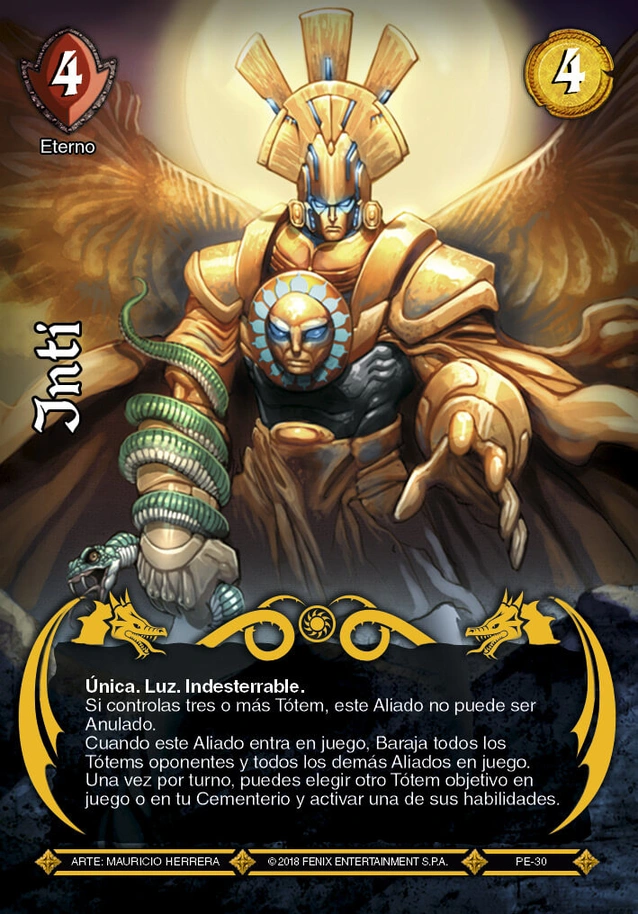 4
4
Eterno
Inti
Única. Luz. Indesterrable.
Si controlas tres o más Tótem, este Aliado no puede ser
Anulado.
Cuando este Aliado entra en juego, Baraja todos los
Tótems oponentes y todos los demás Aliados en juego.
Una vez por turno, puedes elegir otro Tótem objetivo en
juego o en tu Cementerio y activar una de sus habilidades.
ARTE: MAURICIO HERRERA
©2018 FENIX ENTERTAINMENT S.P.A.
PE-30